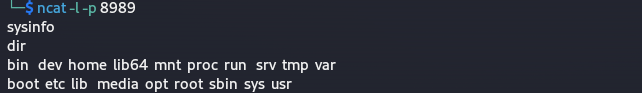 └─$ ncat -l -p 8989
sysinfo
dir
bin dev home lib64 mnt proc run srv tmp var
boot etc lib media opt root sbin sys usr